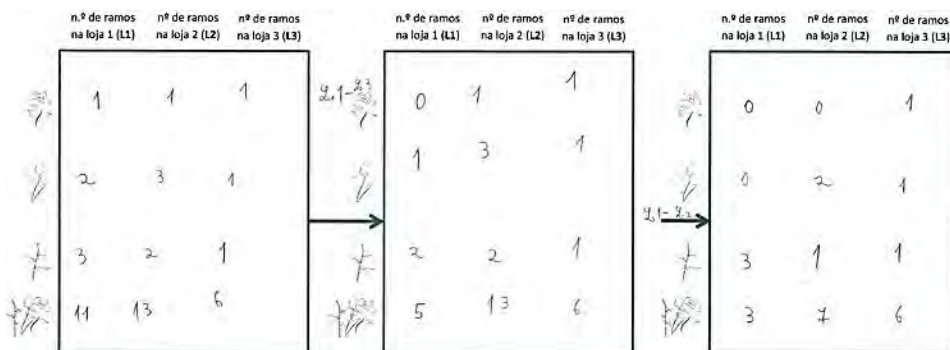 n.º de ramos nº de ramos nº de ramos
na loja 1 (L1) na loja 2 (L2) na loja 3 (L3)
1 1 1
2 3 1
3 2 1
11 13 6
L1-L3
n.º de ramos nº de ramos nº de ramos
na loja 1 (L1) na loja 2 (L2) na loja 3 (L3)
0 1 1
1 3 1
2 2 1
5 13 6
L1-L2
n.º de ramos nº de ramos nº de ramos
na loja 1 (L1) na loja 2 (L2) na loja 3 (L3)
0 0 1
0 2 1
3 1 1
3 7 6